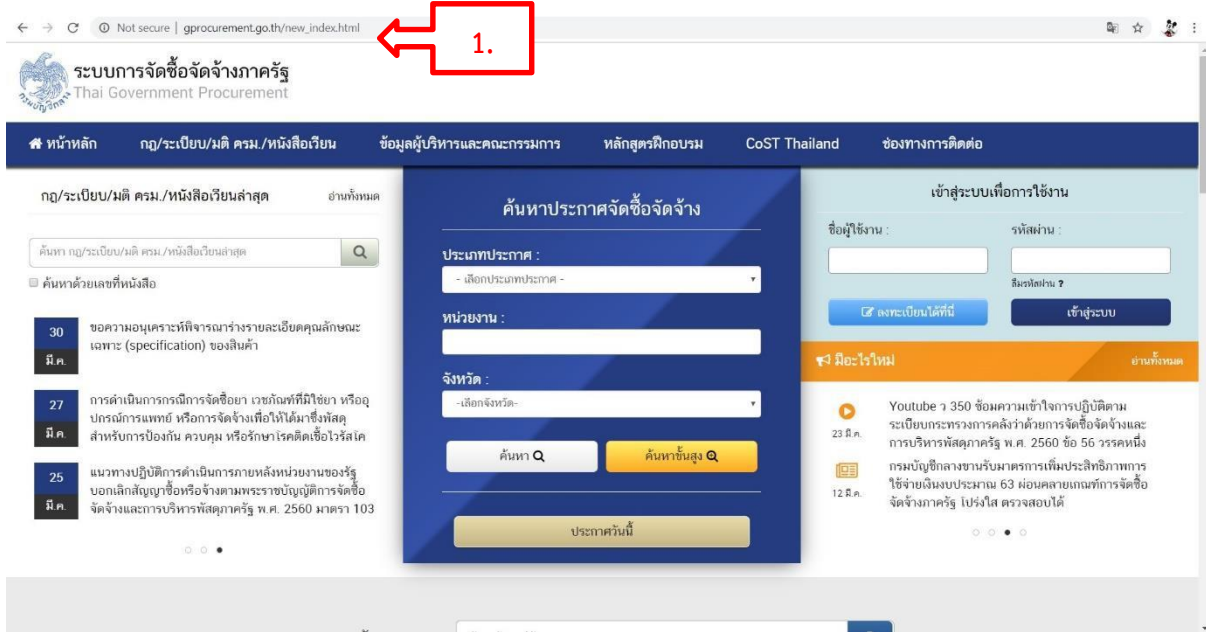 Not secure | gprocurement.go.th/new_index.html
1.
ระบบการจัดซื้อจัดจ้างภาครัฐ
Thai Government Procurement
กรมบัญชีกลาง
หน้าหลัก กฎ/ระเบียบ/มติ ครม./หนังสือเวียน ข้อมูลผู้บริหารและคณะกรรมการ หลักสูตรฝึกอบรม CoST Thailand ช่องทางการติดต่อ
กฎ/ระเบียบ/มติ ครม./หนังสือเวียนล่าสุด อ่านทั้งหมด
ค้นหา กฎ/ระเบียบ/มติ ครม./หนังสือเวียนล่าสุด
ค้นหาด้วยเลขที่หนังสือ
30 มี.ค.
ขอความอนุเคราะห์พิจารณาร่างรายละเอียดคุณลักษณะ
เฉพาะ (specification) ของสินค้า
27 มี.ค.
การดำเนินการกรณีการจัดซื้อยา เวชภัณฑ์ที่มิใช่ยา หรืออุ
ปกรณ์การแพทย์ หรือการจัดจ้างเพื่อให้ได้มาซึ่งพัสดุ
สำหรับการป้องกัน ควบคุม หรือรักษาโรคติดเชื้อไวรัสโค
25 มี.ค.
แนวทางปฏิบัติการดำเนินการภายหลังหน่วยงานของรัฐ
บอกเลิกสัญญาซื้อหรือจ้างตามพระราชบัญญัติการจัดซื้อ
จัดจ้างและการบริหารพัสดุภาครัฐ พ.ศ. 2560 มาตรา 103
ค้นหาประกาศจัดซื้อจัดจ้าง
ประเภทประกาศ :
- เลือกประเภทประกาศ -
หน่วยงาน :
จังหวัด :
-เลือกจังหวัด-
ค้นหา ค้นหาขั้นสูง
ประกาศวันนี้
เข้าสู่ระบบเพื่อการใช้งาน
ชื่อผู้ใช้งาน : รหัสผ่าน :
ลืมรหัสผ่าน ?
ลงทะเบียนได้ที่นี่ เข้าสู่ระบบ
มีอะไรใหม่ อ่านทั้งหมด
23 มี.ค.
Youtube ว 350 ซ้อมความเข้าใจการปฏิบัติตาม
ระเบียบกระทรวงการคลังว่าด้วยการจัดซื้อจัดจ้างและ
การบริหารพัสดุภาครัฐ พ.ศ. 2560 ข้อ 56 วรรคหนึ่ง
12 มี.ค.
กรมบัญชีกลางขานรับมาตรการเพิ่มประสิทธิภาพการ
ใช้จ่ายเงินงบประมาณ 63 ผ่อนคลายเกณฑ์การจัดซื้อ
จัดจ้างภาครัฐ โปร่งใส ตรวจสอบได้